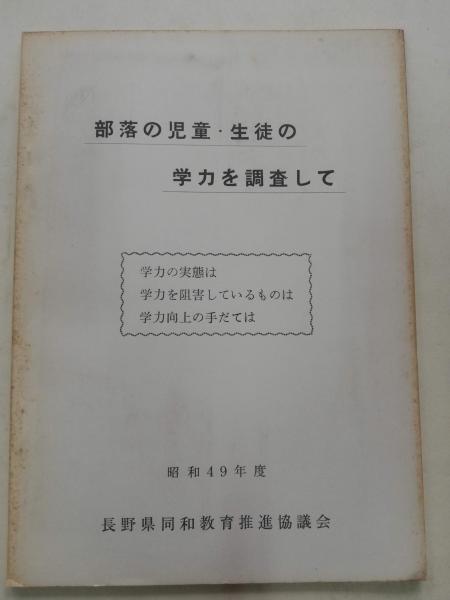 部落の児童・生徒の
学力を調査して
学力の実態は
学力を阻害しているものは
学力向上の手だては
昭和49年度
長野県同和教育推進協議会